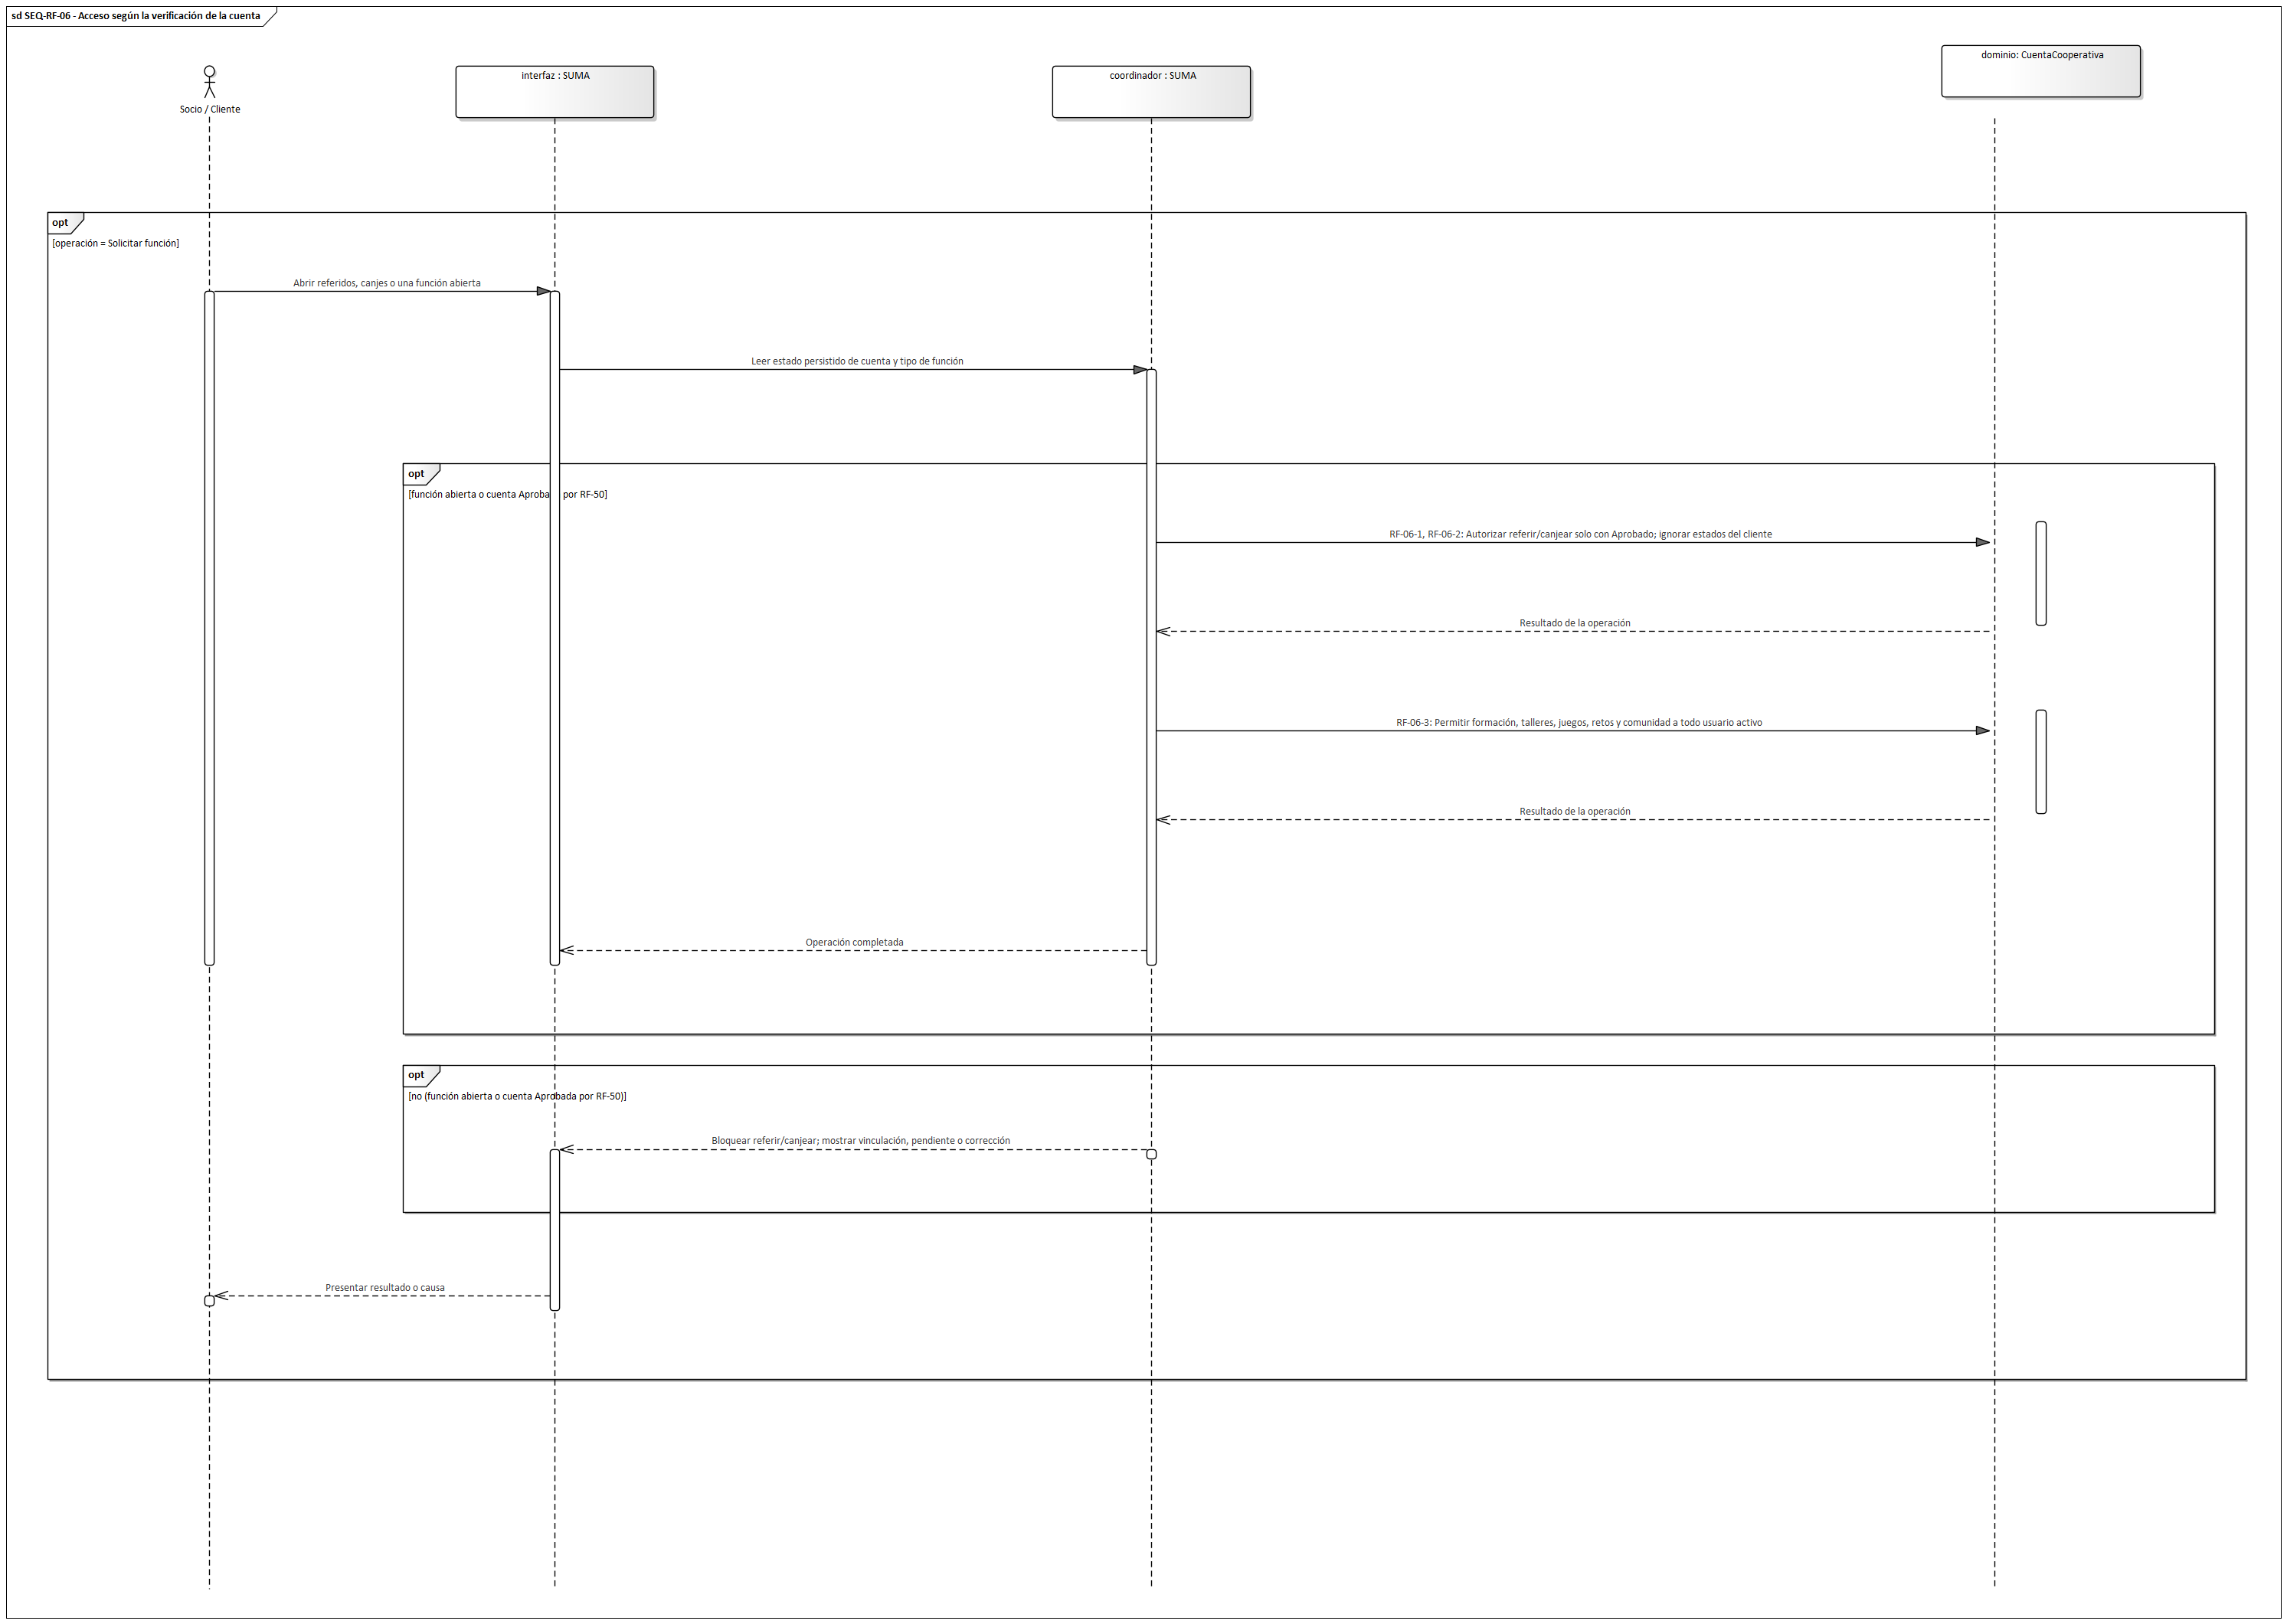 sd SEQ-RF-06 - Acceso según la verificación de la cuenta
dominio: CuentaCooperativa
interfaz : SUMA
coordinador : SUMA
Socio / Cliente
opt
[operación = Solicitar función]
Abrir referidos, canjes o una función abierta
Leer estado persistido de cuenta y tipo de función
opt
[función abierta o cuenta Aproba por RF-50]
RF-06-1, RF-06-2: Autorizar referir/canjear solo con Aprobado; ignorar estados del cliente
Resultado de la operación
RF-06-3: Permitir formación, talleres, juegos, retos y comunidad a todo usuario activo
Resultado de la operación
Operación completada
opt
[no (función abierta o cuenta Aprobada por RF-50)]
Bloquear referir/canjear; mostrar vinculación, pendiente o corrección
Presentar resultado o causa